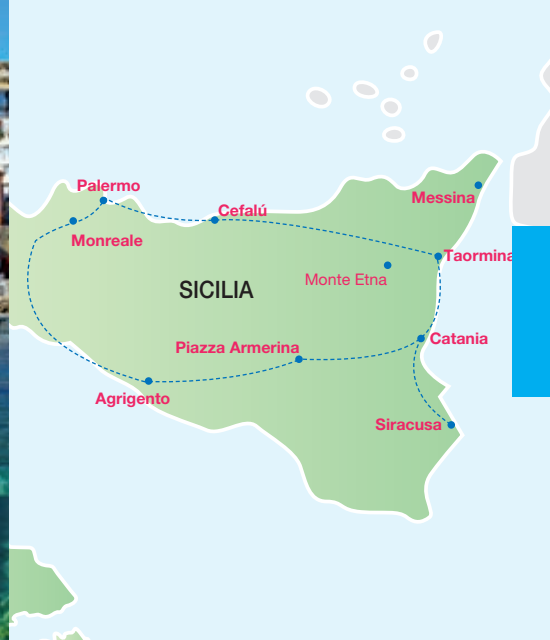 Palermo
Messina
Cefalú
Monreale
Taormina
Monte Etna
SICILIA
Catania
Piazza Armerina
Agrigento
Siracusa